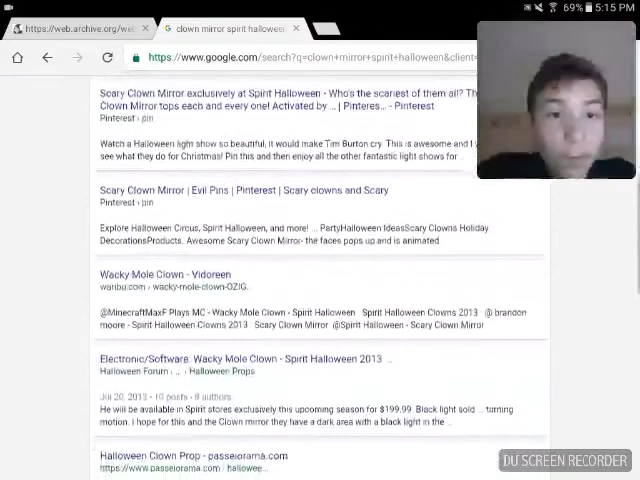 69% 5:15 PM
https://web.archive.org/we
clown mirror spirit hallowee
https://www.google.com/search?q=clown+mirror+spirit+halloween&client=
Scary Clown Mirror exclusively at Spirit Halloween - Who's the scariest of them all? Th
Clown Mirror tops each and every one! Activated by ... | Pinteres... - Pinterest
Pinterest › pin
Watch a Halloween light show so beautiful, it would make Tim Burton cry. This is awesome and I
see what they do for Christmas! Pin this and then enjoy all the other fantastic light shows for ...
Scary Clown Mirror | Evil Pins | Pinterest | Scary clowns and Scary
Pinterest › pin
Explore Halloween Circus, Spirit Halloween, and more! ... PartyHalloween IdeasScary Clowns Holiday
DecorationsProducts. Awesome Scary Clown Mirror- the faces pops up and is animated
Wacky Mole Clown - Vidoreen
wacky-mole-clown-OZIG.
@MinecraftMaxF Plays MC - Wacky Mole Clown - Spirit Halloween Spirit Halloween Clowns 2013 @ brandon
moore - Spirit Halloween Clowns 2013 Scary Clown Mirror @Spirit Halloween - Scary Clown Mirror
Electronic/Software: Wacky Mole Clown - Spirit Halloween 2013 ...
Halloween Forum › ... › Halloween Props
Jul 20, 2013 - 10 posts - 8 authors
He will be available in Spirit stores exclusively this upcoming season for $199.99. Black light sold ... turning
motion. I hope for this and the Clown mirror they have a dark area with a black light in the ...
Halloween Clown Prop -
DU SCREEN RECORDER